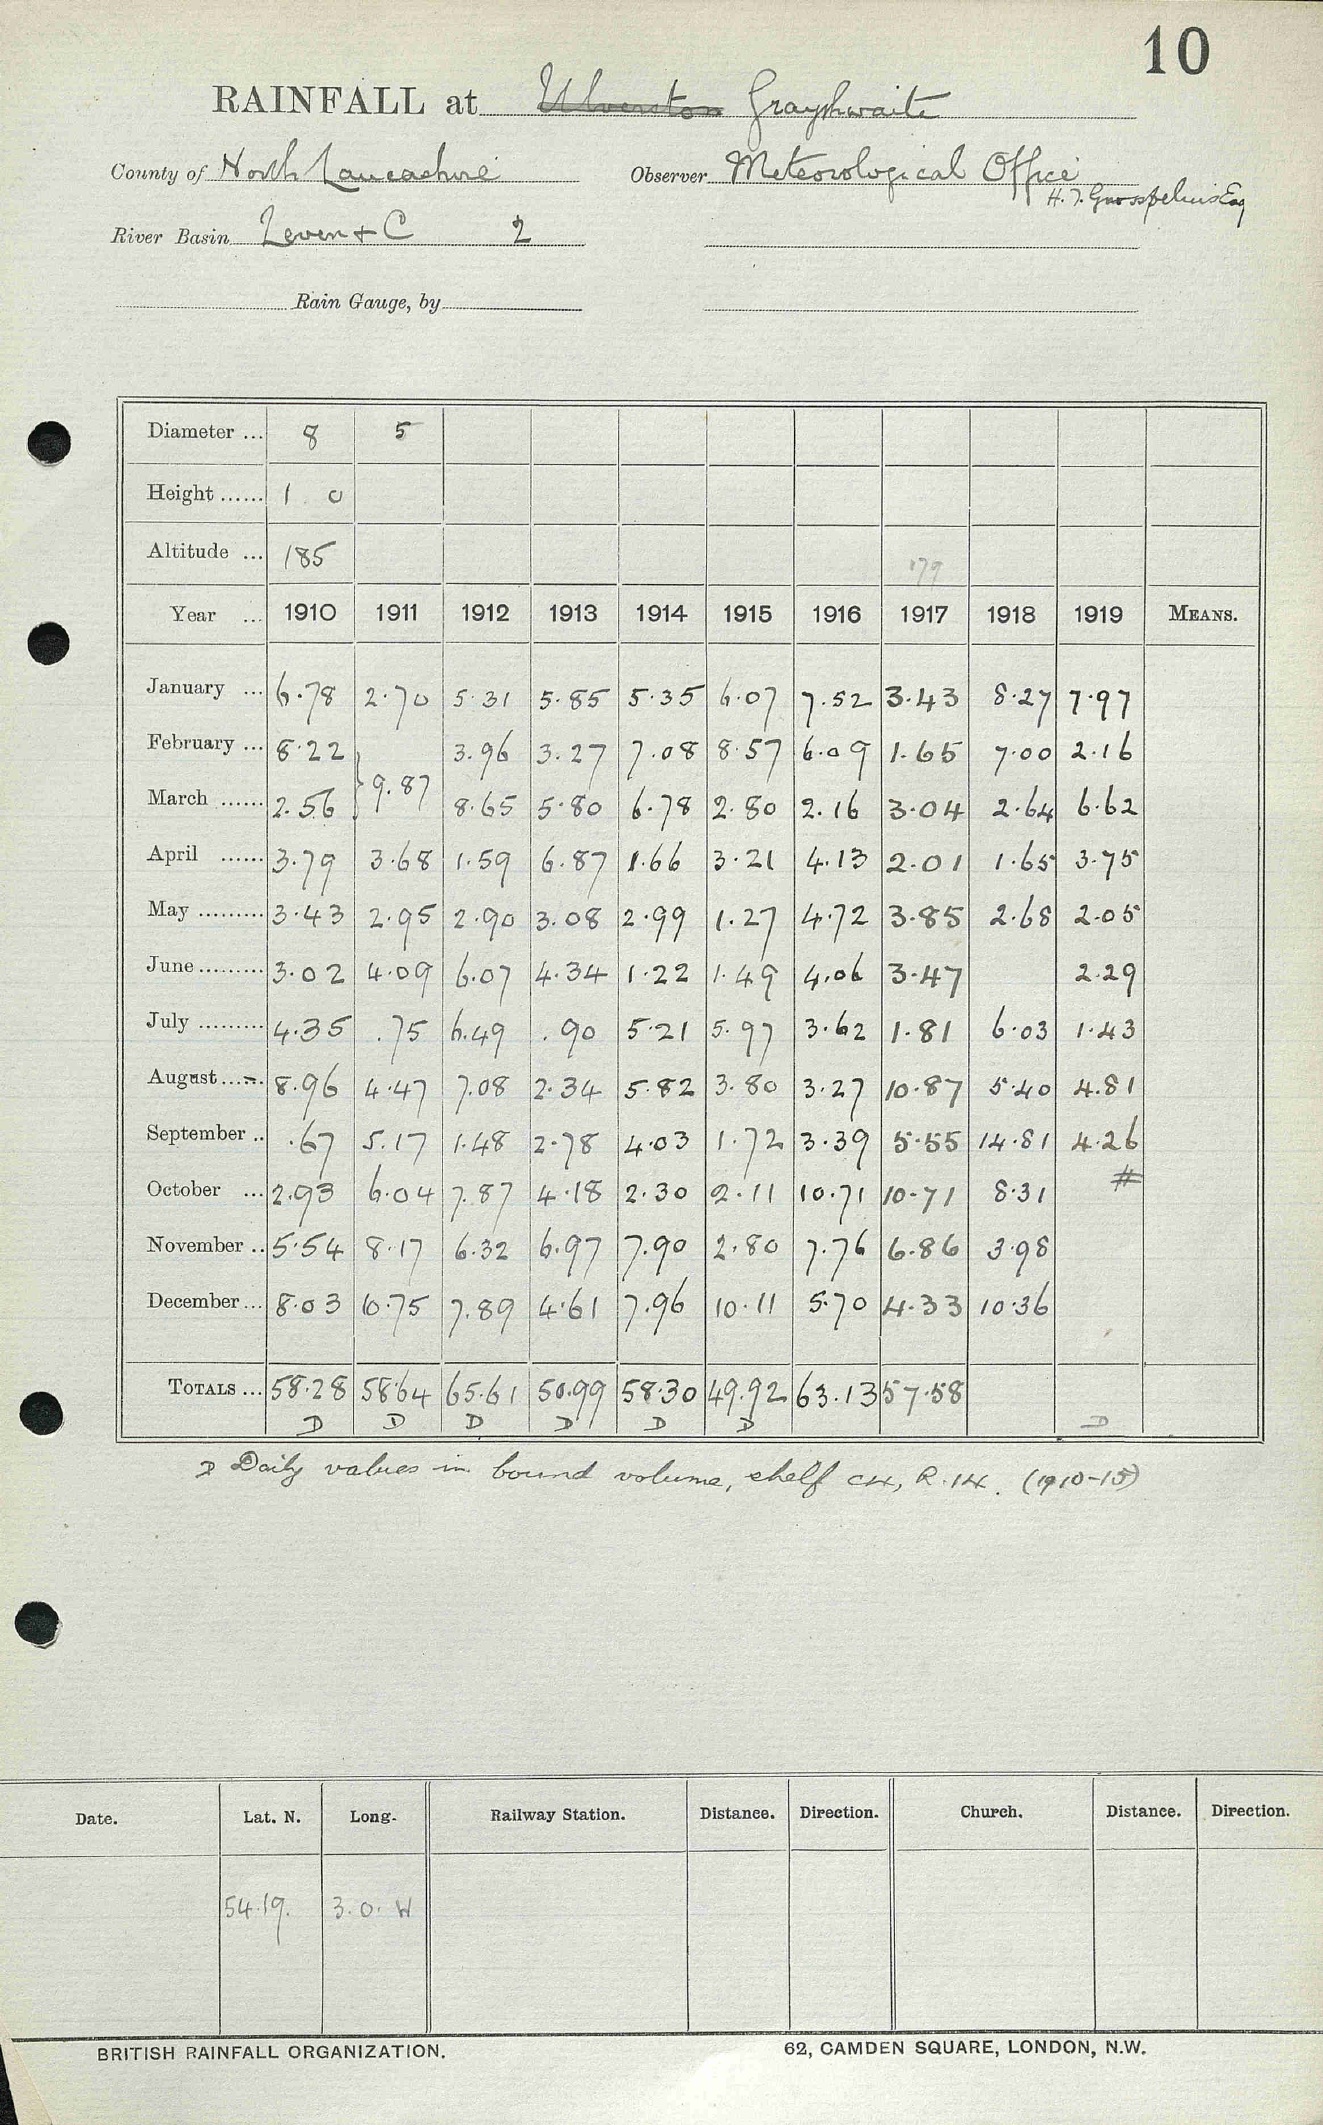 10
RAINFALL at Ulverston Graythwaite
County of North Lancashire Observer Meteorological Office
H. T. Grosspelius Esq
River Basin Leven + C 2
Rain Gauge, by
Diameter ... 8 5
Height ...... 1 0
Altitude ... 185 179
Year ... 1910 1911 1912 1913 1914 1915 1916 1917 1918 1919 MEANS.
January ... 6.78 2.70 5.31 5.85 5.35 6.07 7.52 3.43 8.27 7.97
February ... 8.22 3.96 3.27 7.08 8.57 6.09 1.65 7.00 2.16
} 9.87
March ...... 2.56 8.65 5.80 6.78 2.80 2.16 3.04 2.64 6.62
April ...... 3.79 3.68 1.59 6.87 1.66 3.21 4.13 2.01 1.65 3.75
May ......... 3.43 2.95 2.90 3.08 2.99 1.27 4.72 3.85 2.68 2.05
June ......... 3.02 4.09 6.07 4.34 1.22 1.49 4.06 3.47 2.29
July ......... 4.35 .75 6.49 .90 5.21 5.97 3.62 1.81 6.03 1.43
August ...... 8.96 4.47 7.08 2.34 5.82 3.80 3.27 10.87 5.40 4.81
September .. .67 5.17 1.48 2.78 4.03 1.72 3.39 5.55 14.81 4.26
October ... 2.93 6.04 7.87 4.18 2.30 2.11 10.71 10.71 8.31 #
November .. 5.54 8.17 6.32 6.97 7.90 2.80 7.76 6.86 3.98
December ... 8.03 10.75 7.89 4.61 7.96 10.11 5.70 4.33 10.36
TOTALS ... 58.28 58.64 65.61 50.99 58.30 49.92 63.13 57.58
D D D D D D D
D Daily values in bound volume, shelf C4, R.14. (1910-15)
Date. Lat. N. Long. Railway Station. Distance. Direction. Church. Distance. Direction.
54.19. 3.0. W
BRITISH RAINFALL ORGANIZATION. 62, CAMDEN SQUARE, LONDON, N.W.